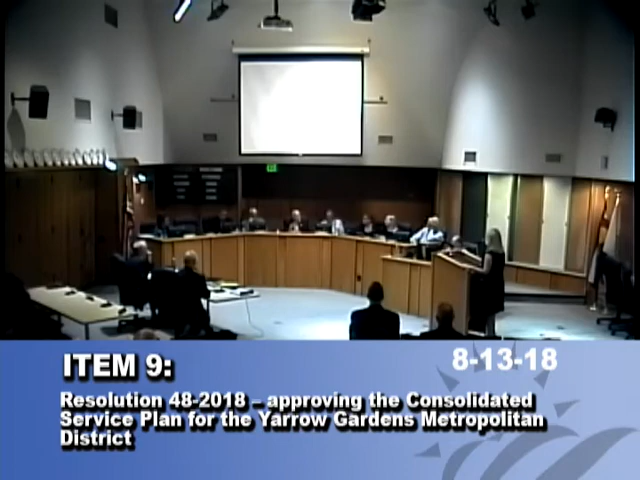 ITEM 9:
8-13-18
Resolution 48-2018 – approving the Consolidated
Service Plan for the Yarrow Gardens Metropolitan
District